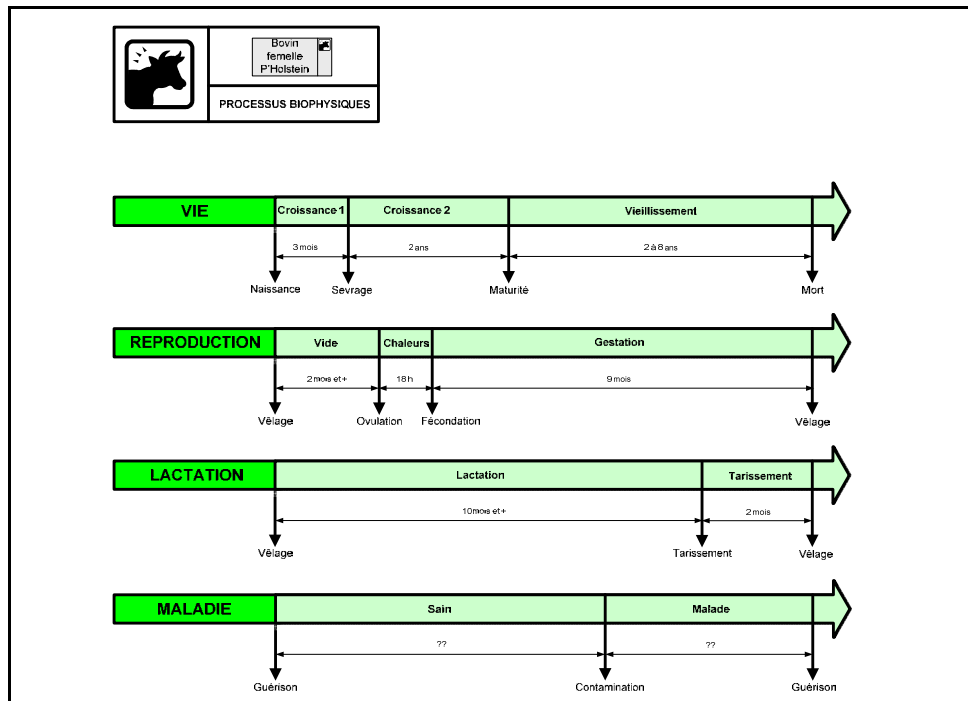 Bovin
femelle
P'Holstein
PROCESSUS BIOPHYSIQUES
VIE
Croissance 1
Croissance 2
Vieillissement
3 mois
2 ans
2 à 8 ans
Naissance
Sevrage
Maturité
Mort
REPRODUCTION
Vide
Chaleurs
Gestation
2 mois et+
18 h
9 mois
Vêlage
Ovulation
Fécondation
Vêlage
LACTATION
Lactation
Tarissement
10 mois et+
2 mois
Vêlage
Tarissement
Vêlage
MALADIE
Sain
Malade
??
??
Guérison
Contamination
Guérison